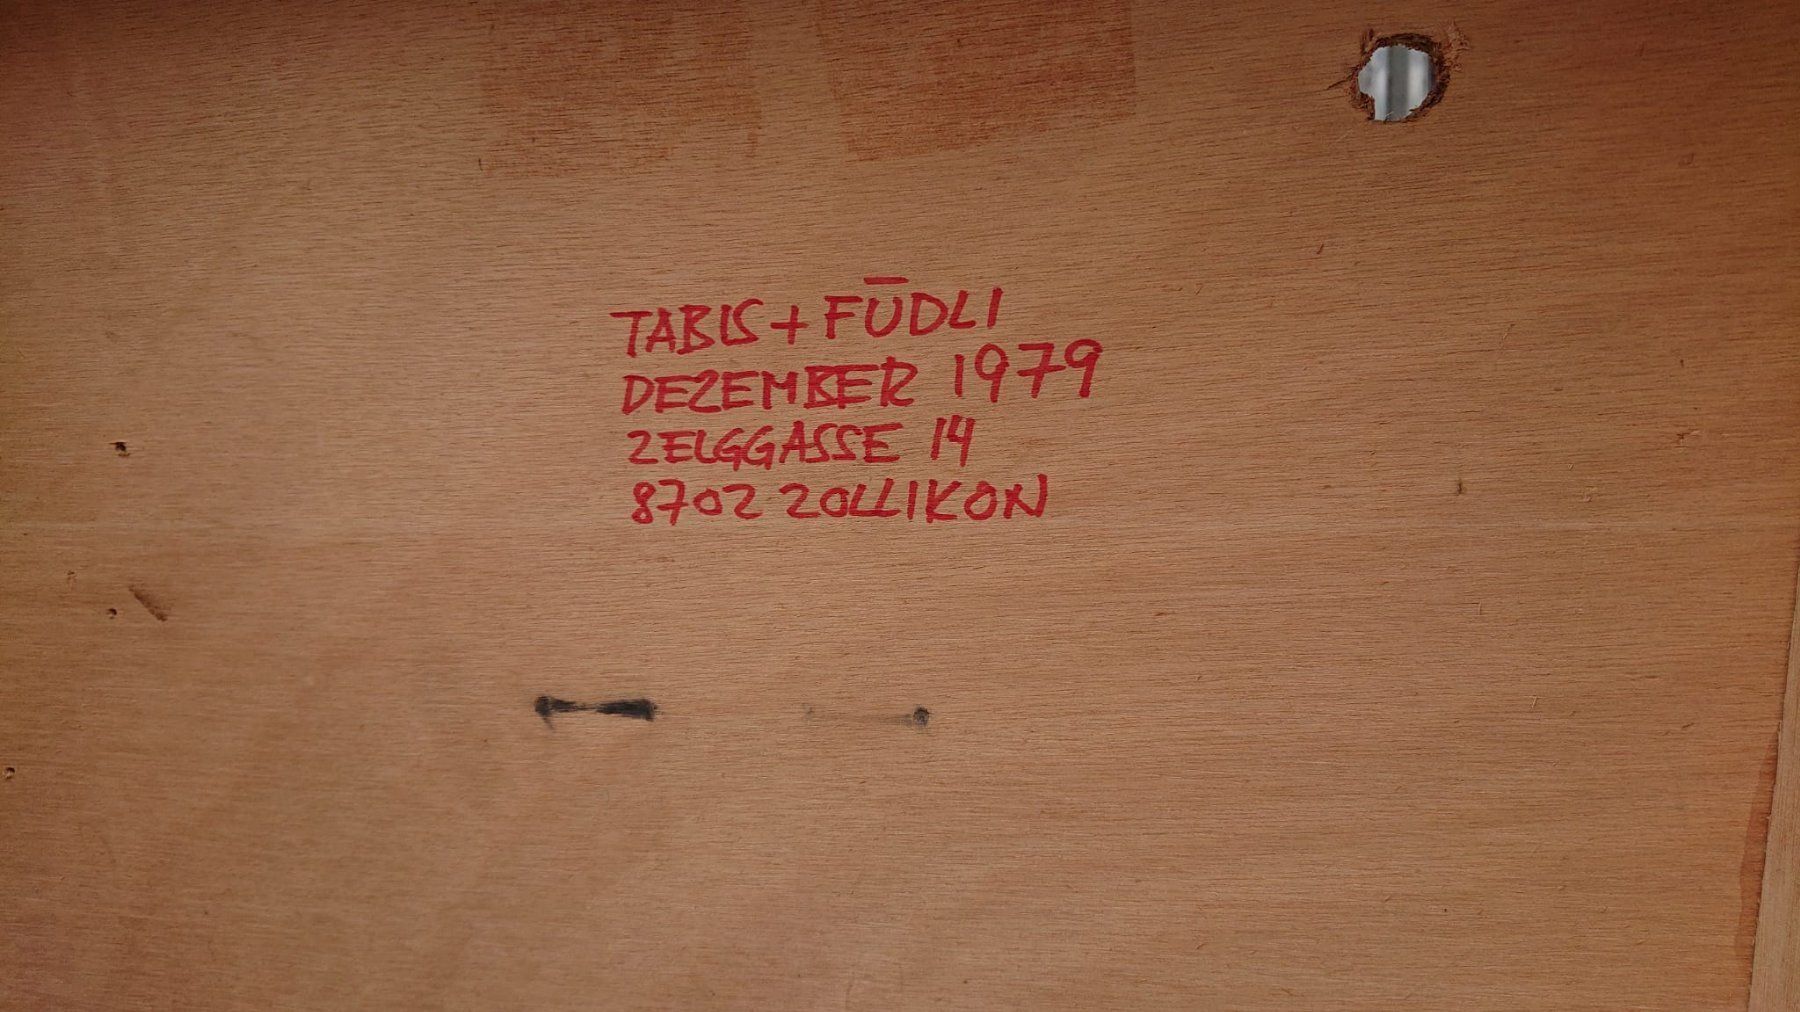 TABIS + FŪDLI
DEZEMBER 1979
ZELGGASSE 14
8702 ZOLLIKON